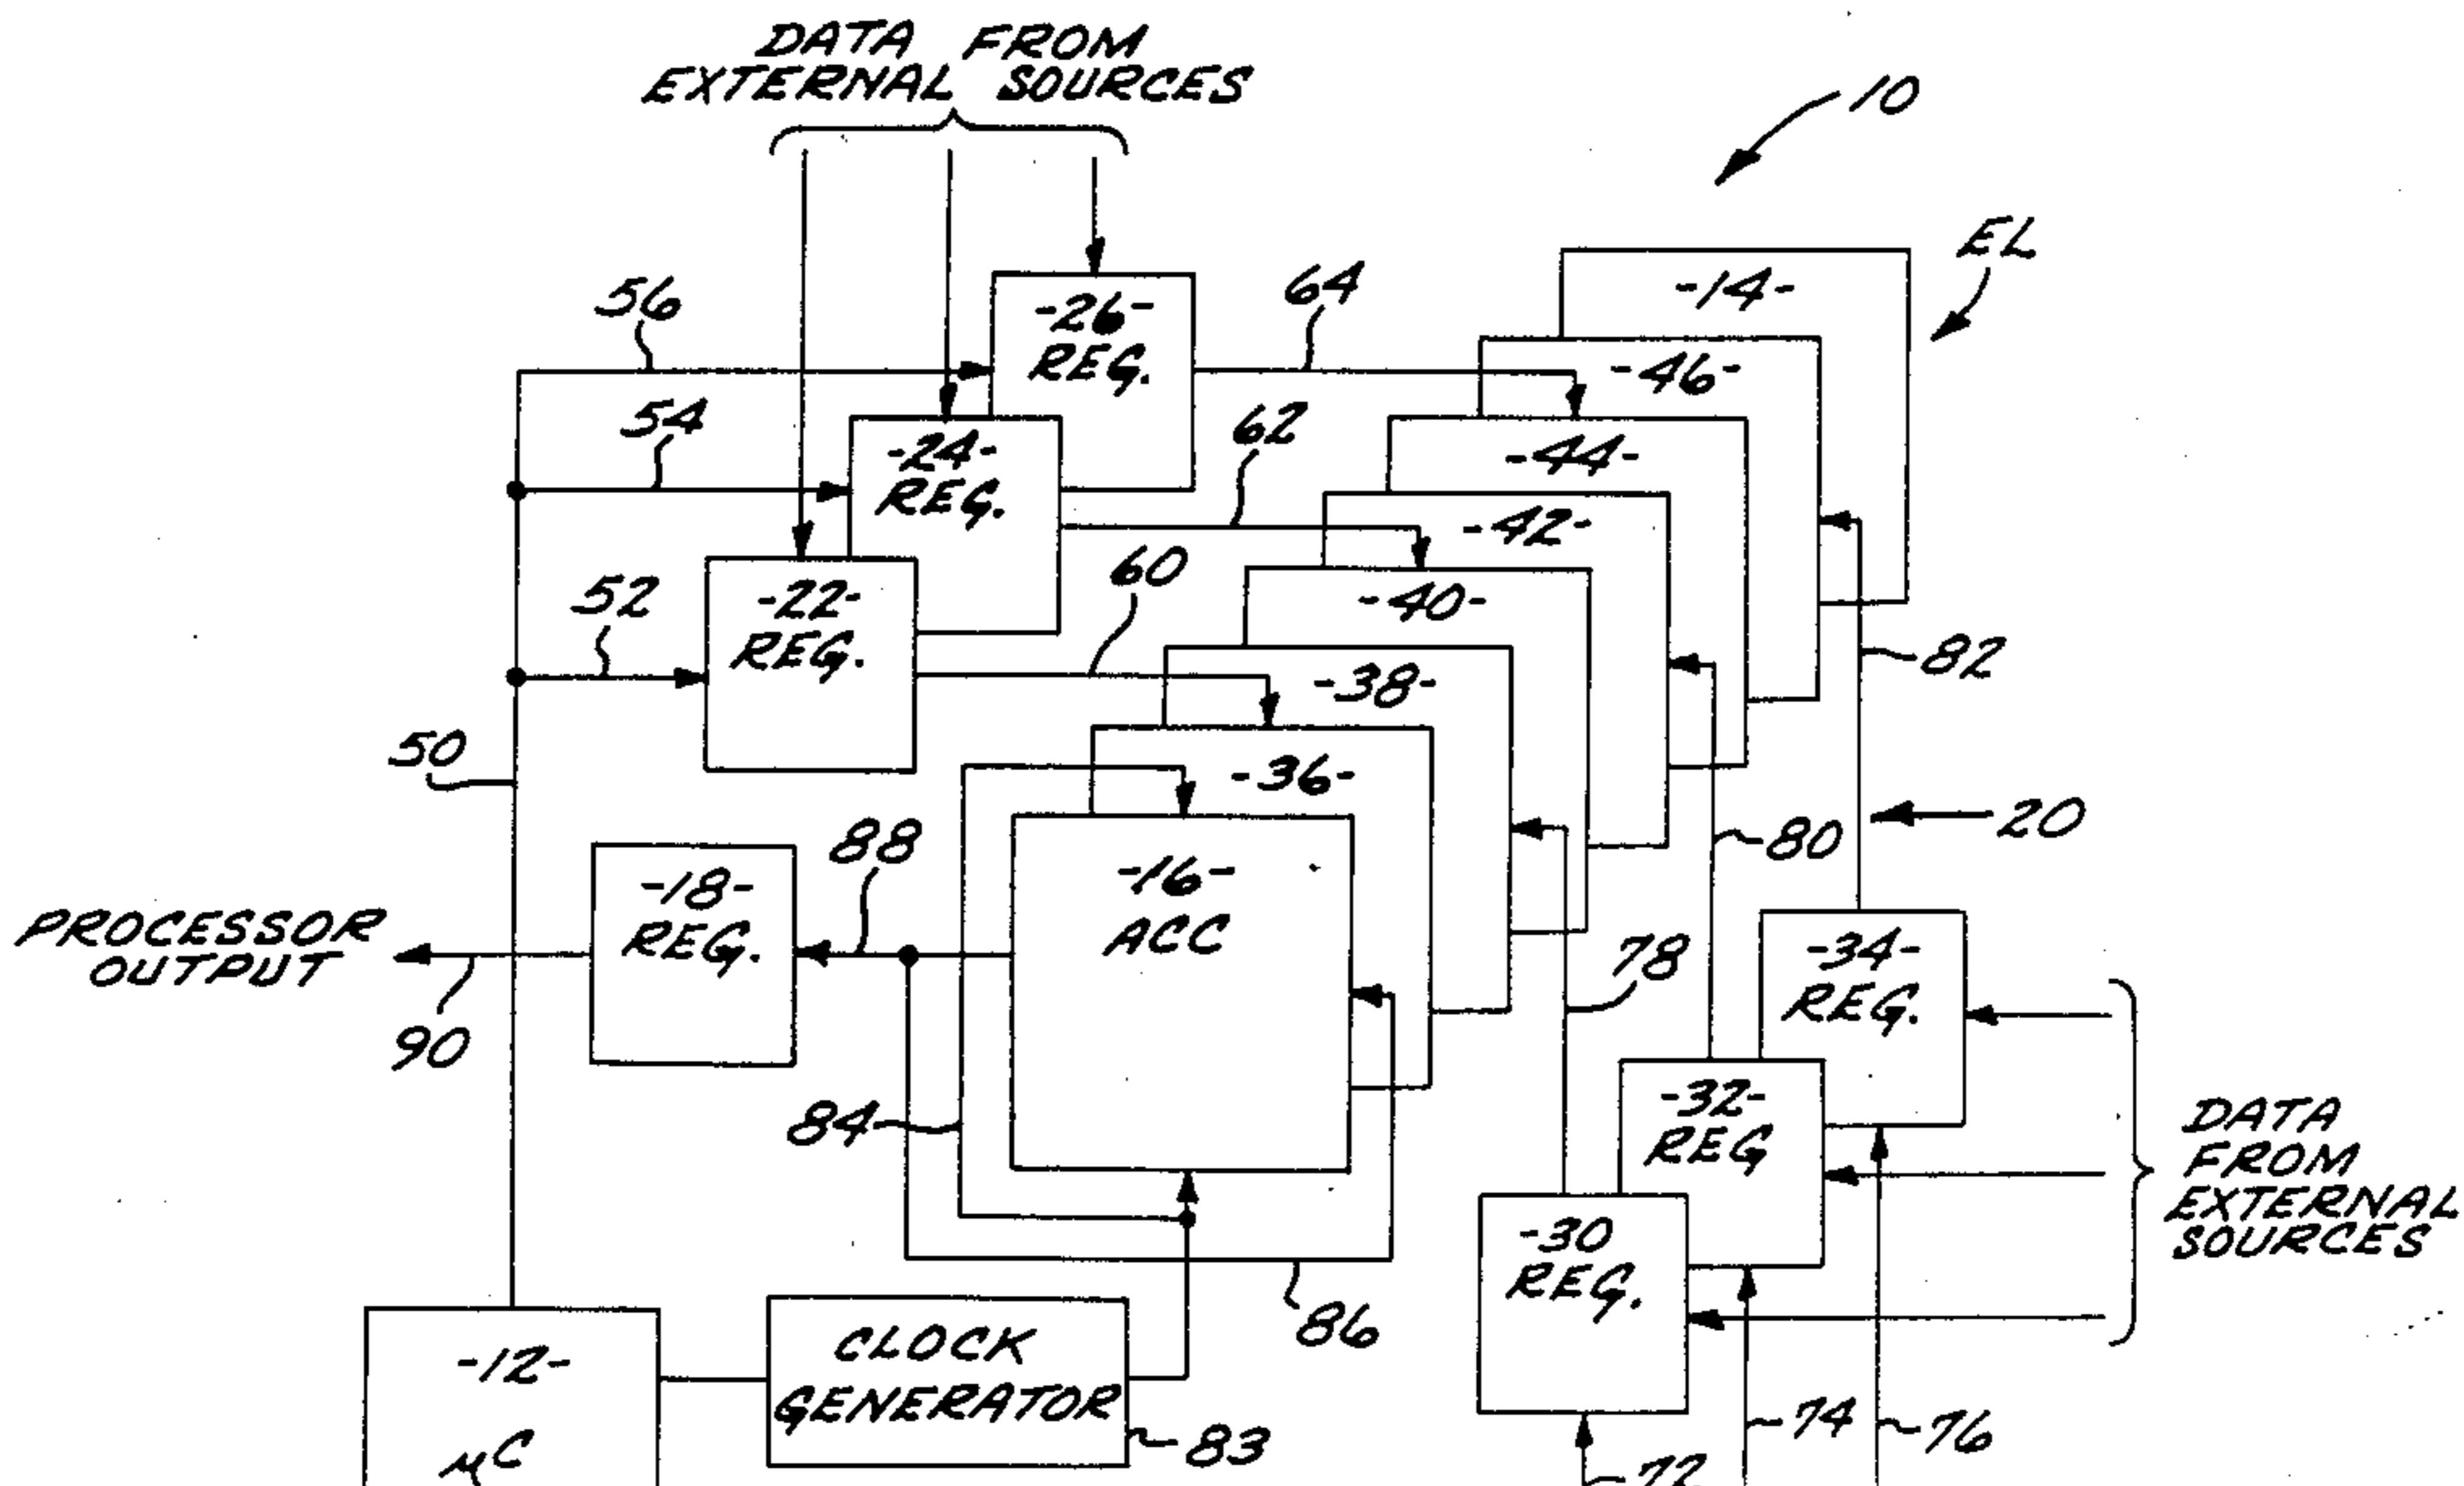 DATA FROM
EXTERNAL SOURCES
10
EL
56
-26-
REG.
64
-14-
-46-
54
-24-
REG.
62
-44-
-42-
52
-22-
REG.
60
-40-
82
-38-
50
-36-
88
80
20
-18-
REG.
-16-
ACC
PROCESSOR
OUTPUT
90
78
-34-
REG.
84
-32-
REG
DATA
FROM
EXTERNAL
SOURCES
-30
REG.
86
-12-
μC
CLOCK
GENERATOR
83
74
76
72